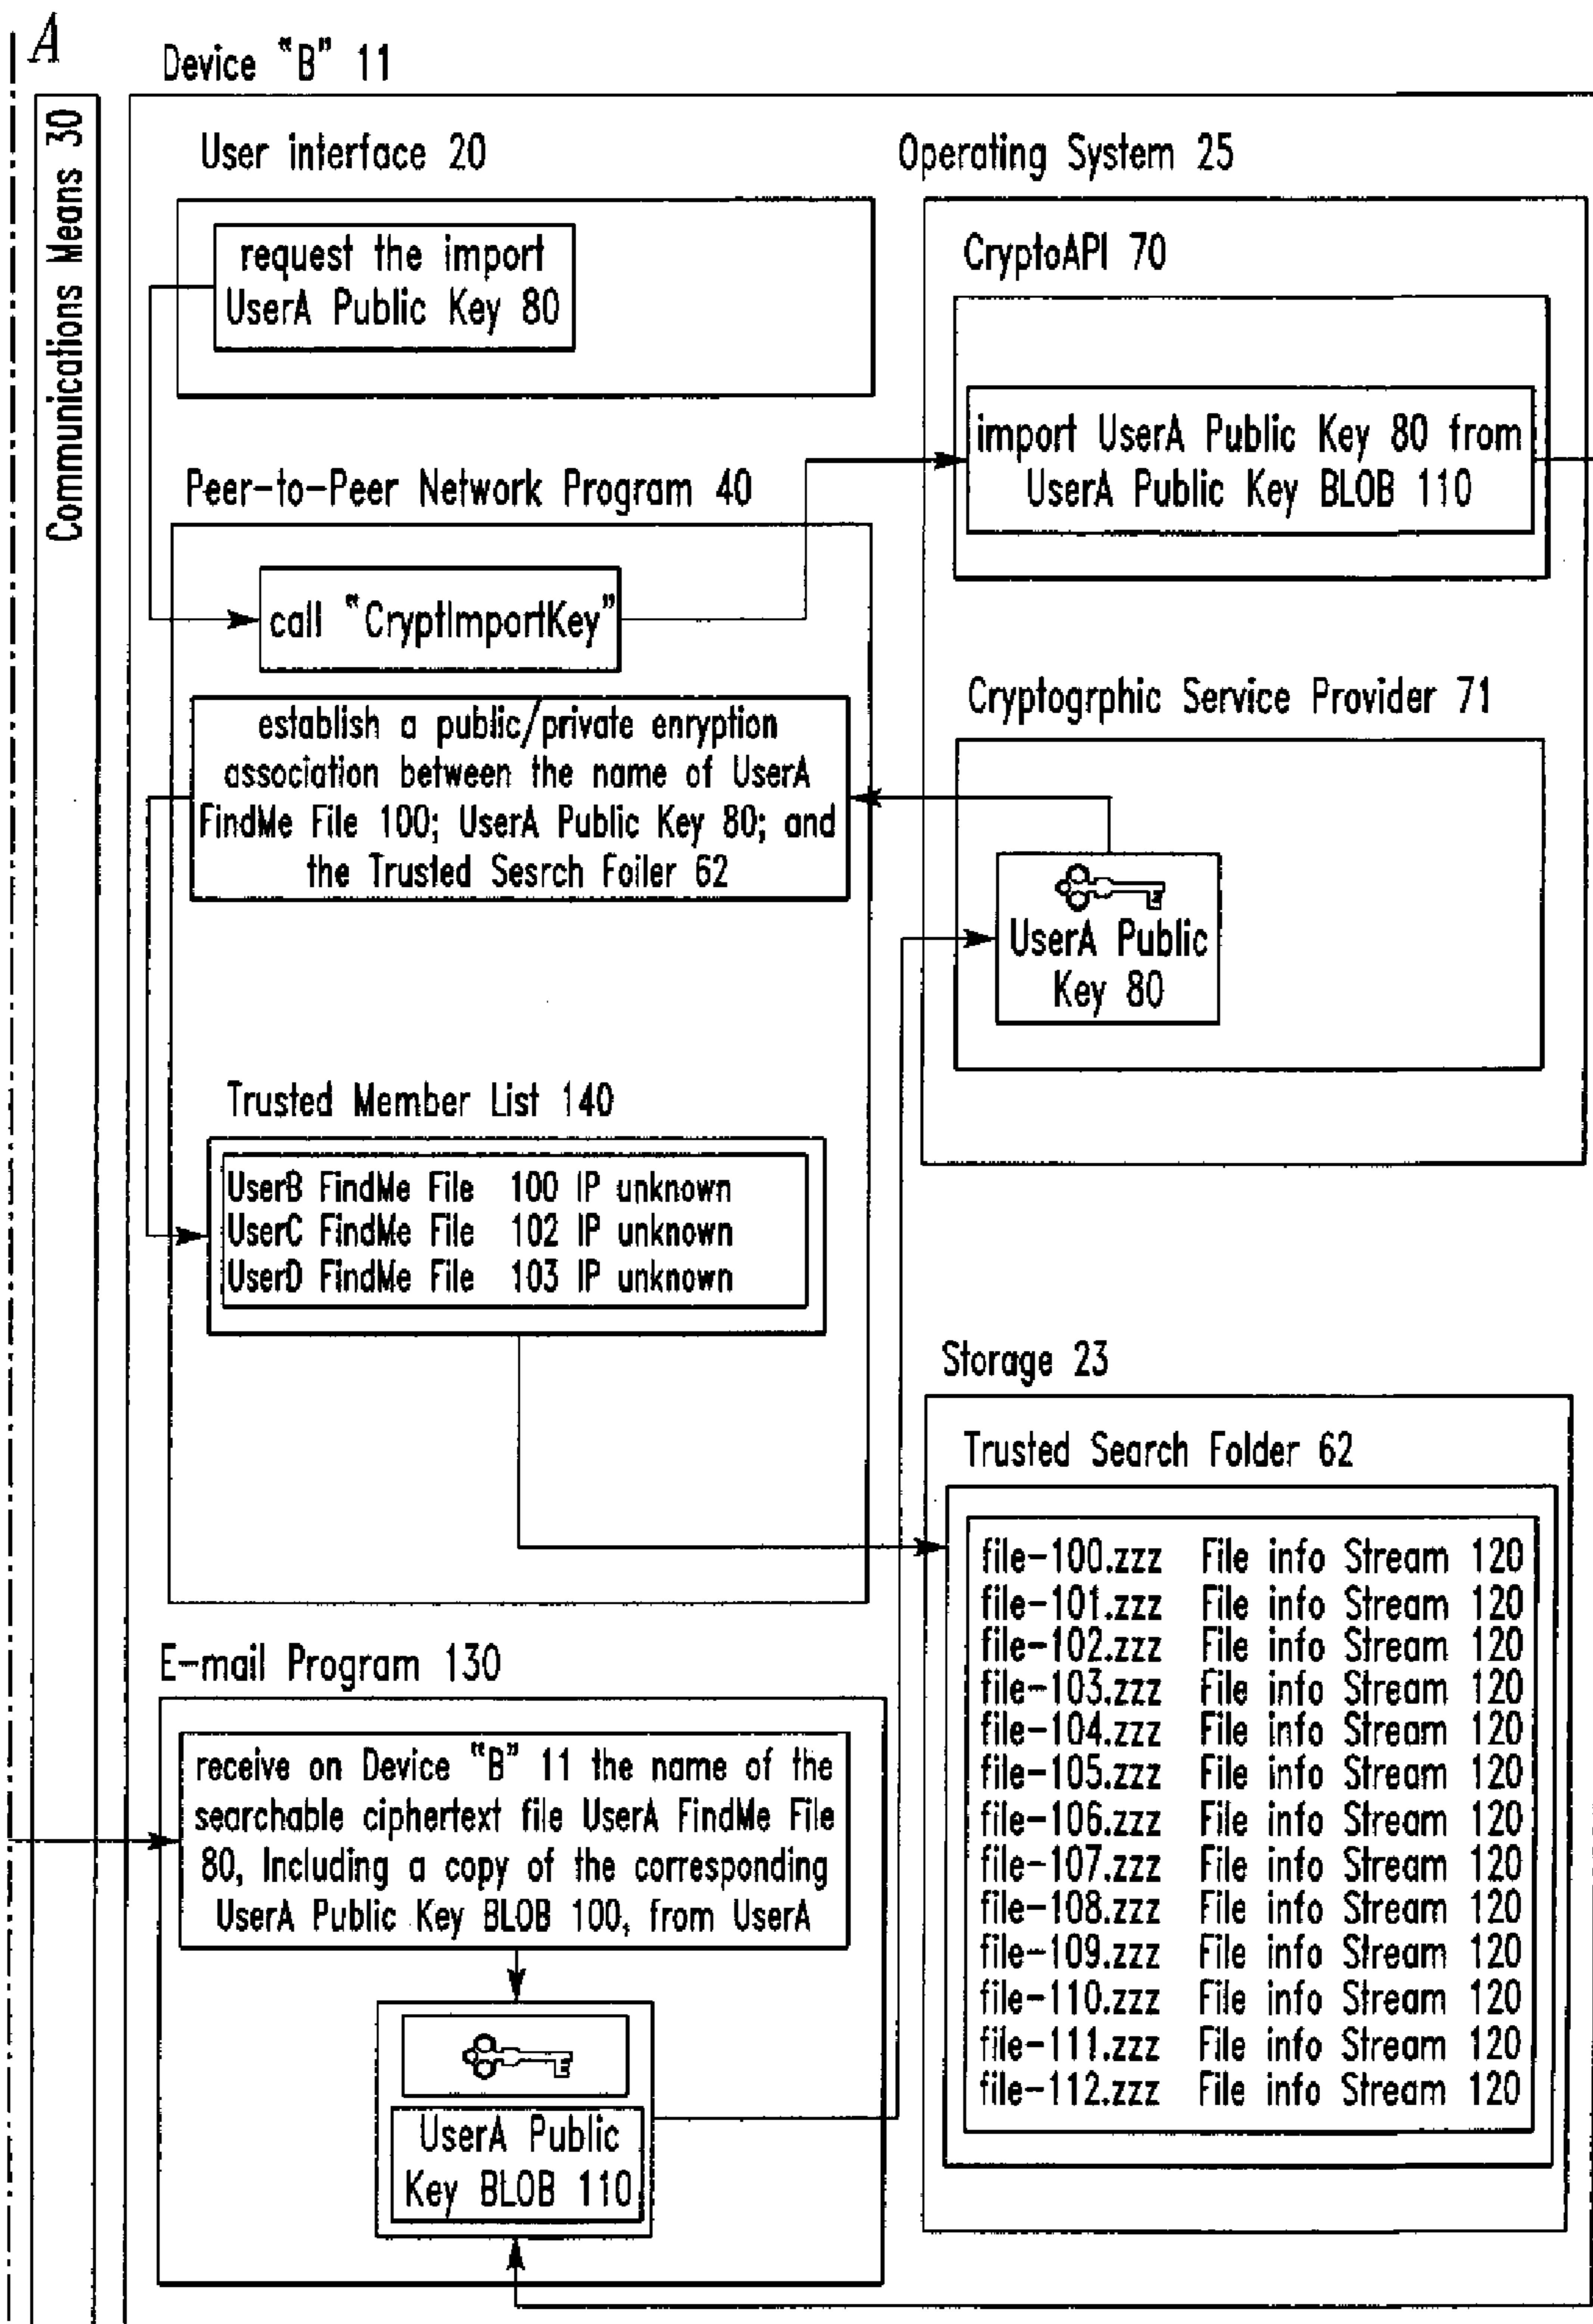 A
Device "B" 11
Communications Means 30
User interface 20
request the import
UserA Public Key 80
Operating System 25
CryptoAPI 70
import UserA Public Key 80 from
UserA Public Key BLOB 110
Peer-to-Peer Network Program 40
call "CryptImportKey"
establish a public/private enryption
association between the name of UserA
FindMe File 100; UserA Public Key 80; and
the Trusted Sesrch Foiler 62
Cryptogrphic Service Provider 71
UserA Public
Key 80
Trusted Member List 140
UserB FindMe File 100 IP unknown
UserC FindMe File 102 IP unknown
UserD FindMe File 103 IP unknown
Storage 23
Trusted Search Folder 62
file-100.zzz File info Stream 120
file-101.zzz File info Stream 120
file-102.zzz File info Stream 120
file-103.zzz File info Stream 120
file-104.zzz File info Stream 120
file-105.zzz File info Stream 120
file-106.zzz File info Stream 120
file-107.zzz File info Stream 120
file-108.zzz File info Stream 120
file-109.zzz File info Stream 120
file-110.zzz File info Stream 120
file-111.zzz File info Stream 120
file-112.zzz File info Stream 120
E-mail Program 130
receive on Device "B" 11 the name of the
searchable ciphertext file UserA FindMe File
80, Including a copy of the corresponding
UserA Public Key BLOB 100, from UserA
UserA Public
Key BLOB 110